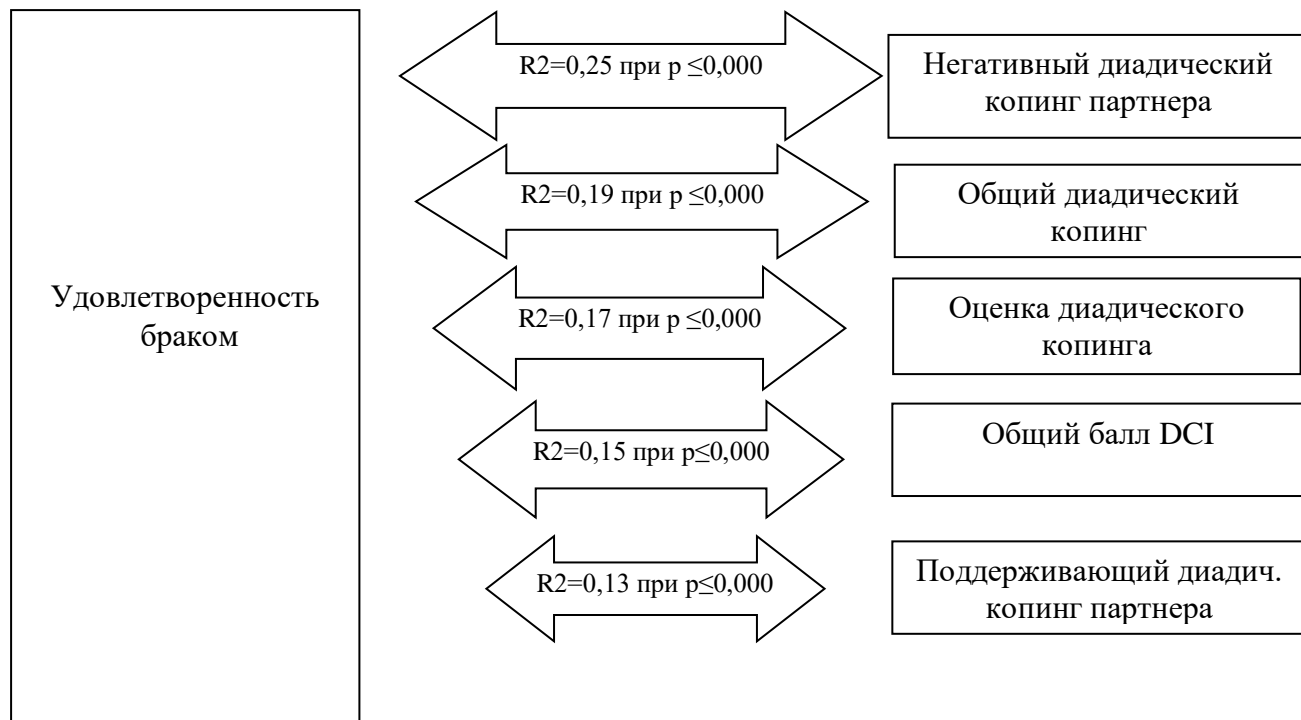 R2=0,25 при p ≤0,000
Негативный диадический
копинг партнера
R2=0,19 при p ≤0,000
Общий диадический
копинг
Удовлетворенность
браком
R2=0,17 при p ≤0,000
Оценка диадического
копинга
R2=0,15 при p≤0,000
Общий балл DCI
R2=0,13 при p≤0,000
Поддерживающий диадич.
копинг партнера